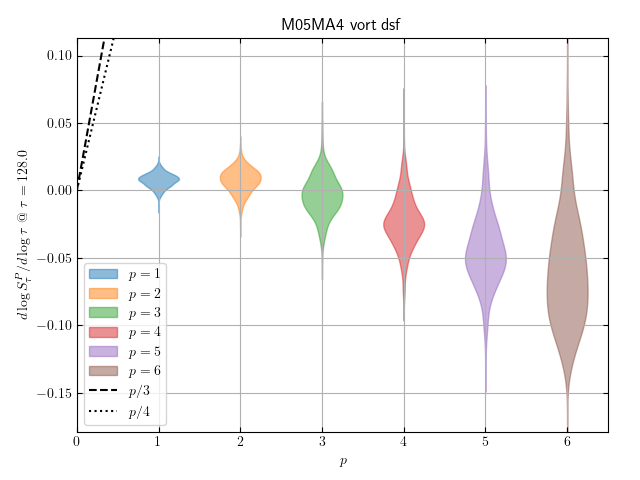 M05MA4 vort dsf
d log S_τ^P / d log τ @ τ = 128.0
0.10
0.05
0.00
−0.05
−0.10
−0.15
p = 1
p = 2
p = 3
p = 4
p = 5
p = 6
p/3
p/4
0 1 2 3 4 5 6
p